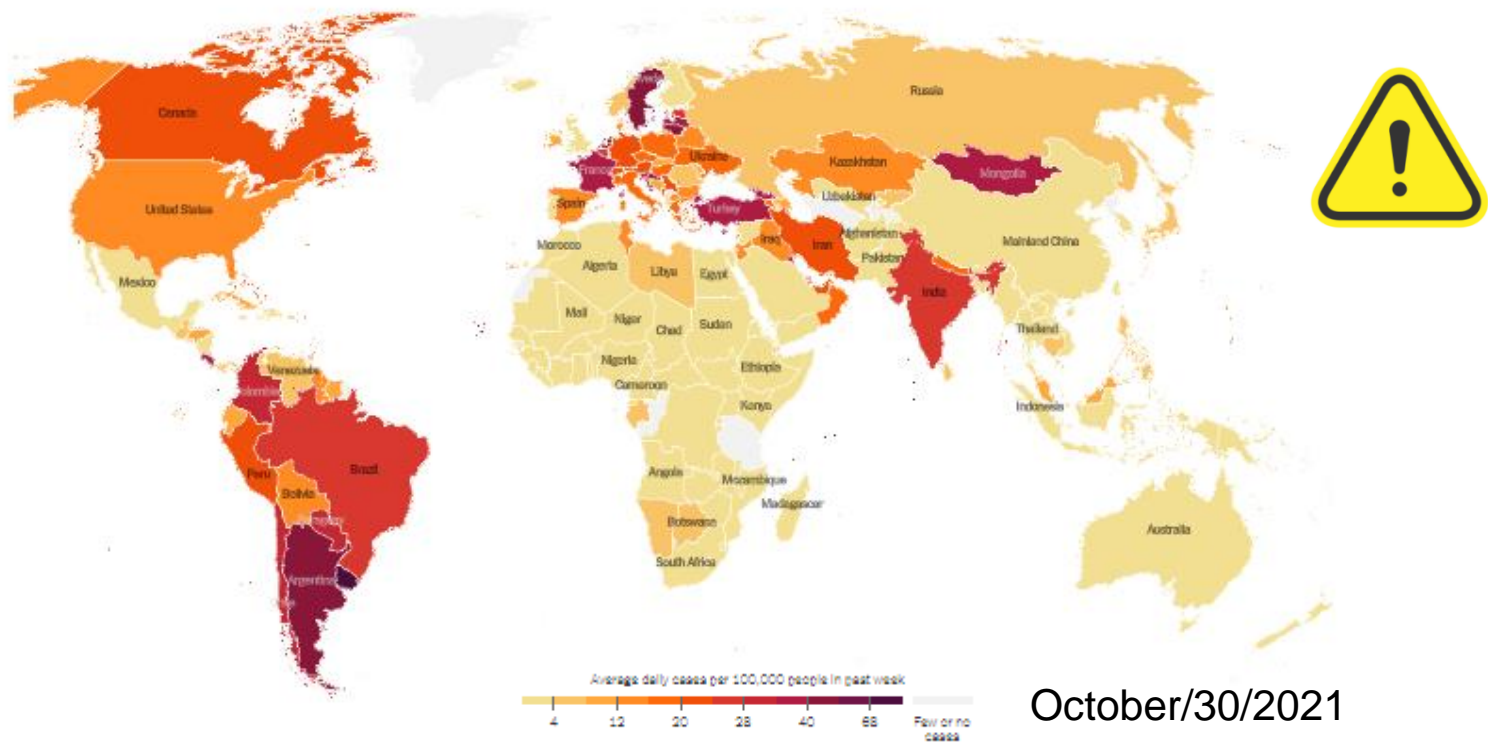 Canada
United States
Mexico
Venezuela
Colombia
Peru
Brazil
Bolivia
Paraguay
Argentina
Sweden
Russia
Ukraine
France
Spain
Turkey
Kazakhstan
Uzbekistan
Mongolia
Mainland China
Afghanistan
Pakistan
Iraq
Iran
India
Thailand
Indonesia
Morocco
Algeria
Libya
Egypt
Mali
Niger
Chad
Sudan
Nigeria
Ethiopia
Cameroon
Kenya
Angola
Mozambique
Madagascar
Botswana
South Africa
Australia
Average daily cases per 100,000 people in past week
4 12 20 28 40 68
Few or no
cases
October/30/2021